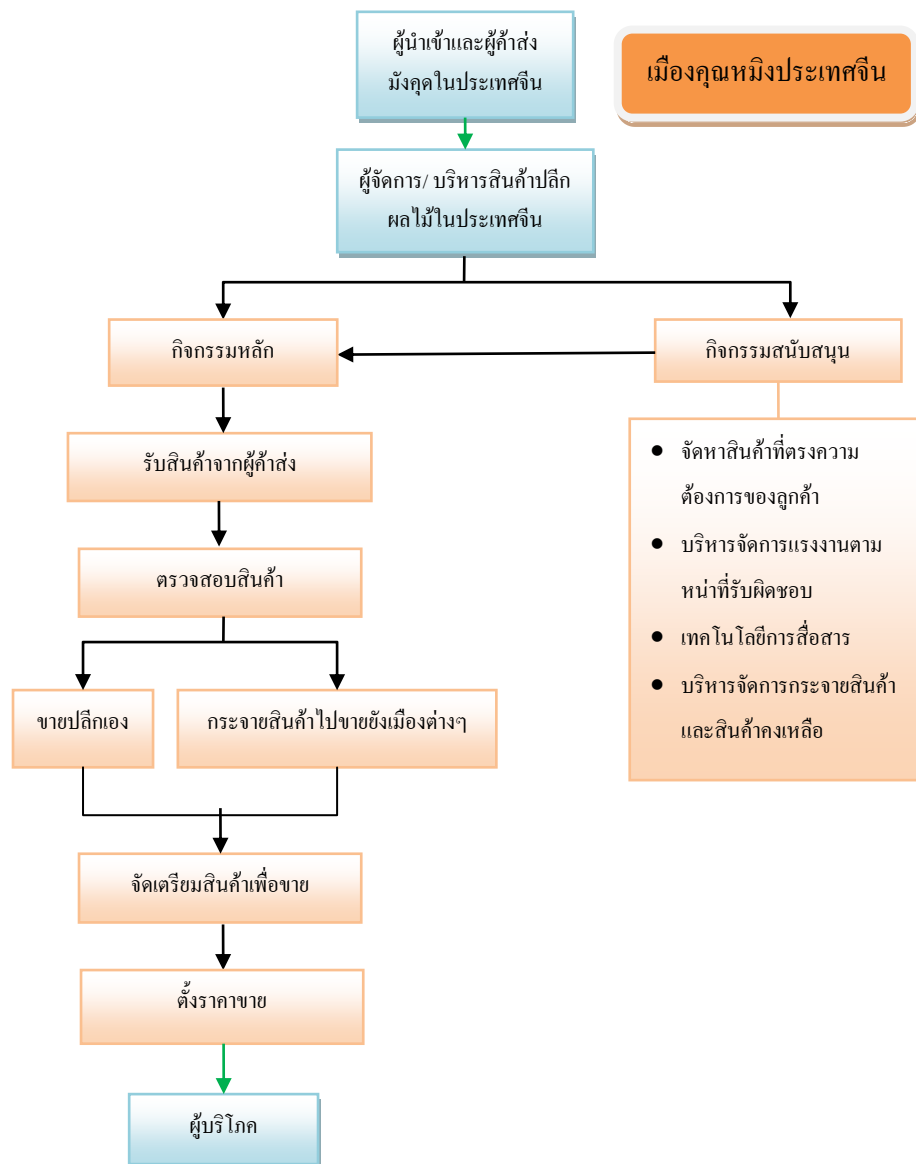 ผู้นำเข้าและผู้ค้าส่ง
มังคุดในประเทศจีน
เมืองคุณหมิงประเทศจีน
ผู้จัดการ/ บริหารสินค้าปลีก
ผลไม้ในประเทศจีน
กิจกรรมหลัก
กิจกรรมสนับสนุน
รับสินค้าจากผู้ค้าส่ง
ตรวจสอบสินค้า
ขายปลีกเอง
กระจายสินค้าไปขายยังเมืองต่างๆ
จัดเตรียมสินค้าเพื่อขาย
ตั้งราคาขาย
ผู้บริโภค
● จัดหาสินค้าที่ตรงความ
ต้องการของลูกค้า
● บริหารจัดการแรงงานตาม
หน่าที่รับผิดชอบ
● เทคโนโลยีการสื่อสาร
● บริหารจัดการกระจายสินค้า
และสินค้าคงเหลือ